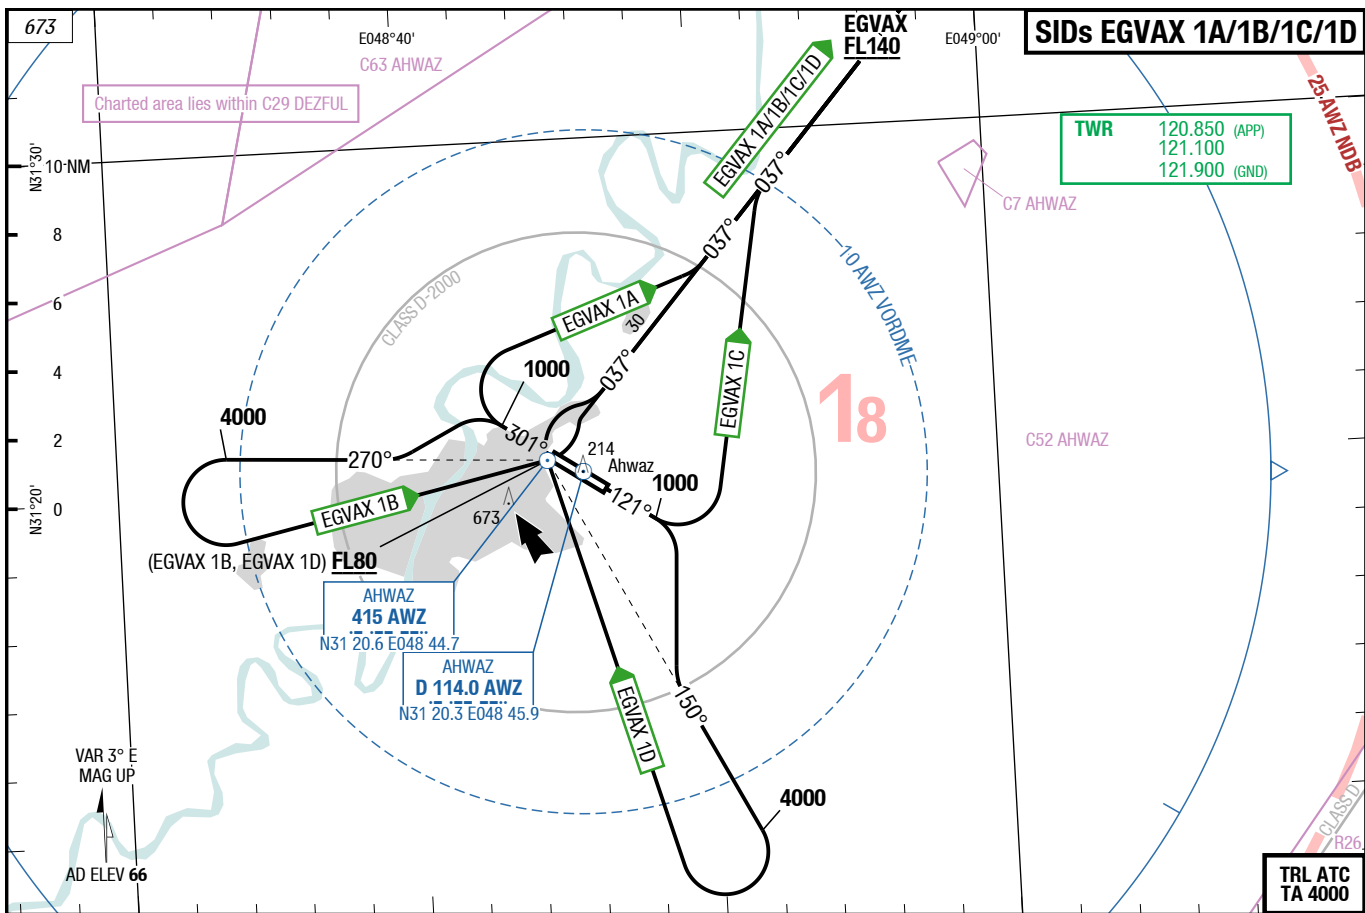 673
SIDs EGVAX 1A/1B/1C/1D
EGVAX
FL140
E048°40'
E049°00'
C63 AHWAZ
Charted area lies within C29 DEZFUL
TWR 120.850 (APP)
121.100
121.900 (GND)
25 AWZ NDB
EGVAX 1A/1B/1C/1D
N31°30'
10 NM
037°
C7 AHWAZ
8
037°
10 AWZ VORDME
CLASS D-2000
6
EGVAX 1A
30
4
1000
037°
EGVAX 1C
18
4000
2
301°
214
Ahwaz
C52 AHWAZ
270°
1000
N31°20'
0
EGVAX 1B
121°
673
(EGVAX 1B, EGVAX 1D) FL80
AHWAZ
415 AWZ
N31 20.6 E048 44.7
AHWAZ
D 114.0 AWZ
N31 20.3 E048 45.9
EGVAX 1D
150°
VAR 3° E
MAG UP
4000
CLASS D
R26
AD ELEV 66
TRL ATC
TA 4000